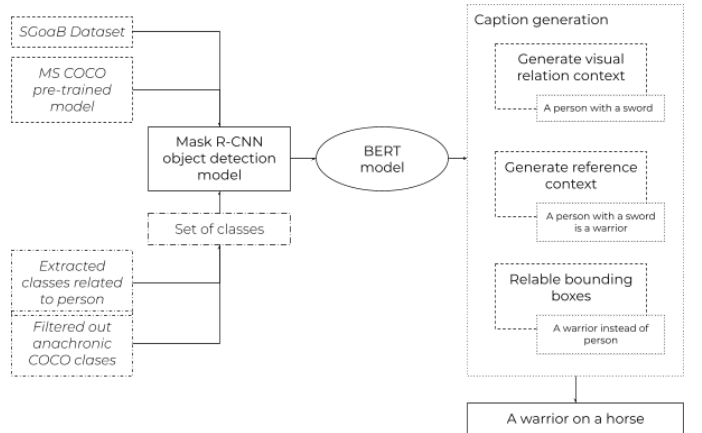 SGoaB Dataset
MS COCO
pre-trained
model
Mask R-CNN
object detection
model
Set of classes
Extracted
classes related
to person
Filtered out
anachronic
COCO clases
BERT
model
Caption generation
Generate visual
relation context
A person with a sword
Generate reference
context
A person with a sword
is a warrior
Relable bounding
boxes
A warrior instead of
person
A warrior on a horse